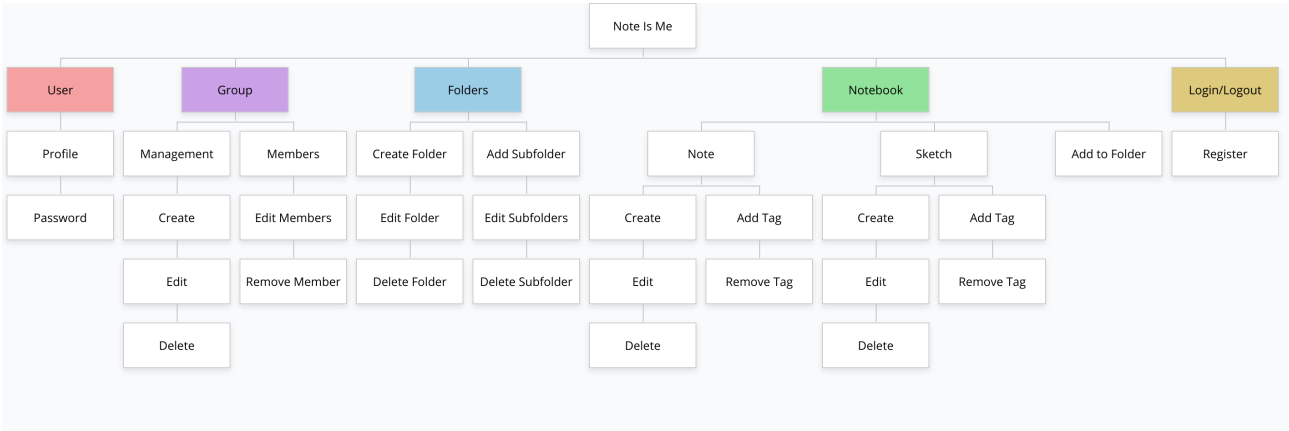 Note Is Me
User
Group
Folders
Notebook
Login/Logout
Profile
Management
Members
Create Folder
Add Subfolder
Note
Sketch
Add to Folder
Register
Password
Create
Edit Members
Edit Folder
Edit Subfolders
Create
Add Tag
Create
Add Tag
Edit
Remove Member
Delete Folder
Delete Subfolder
Edit
Remove Tag
Edit
Remove Tag
Delete
Delete
Delete